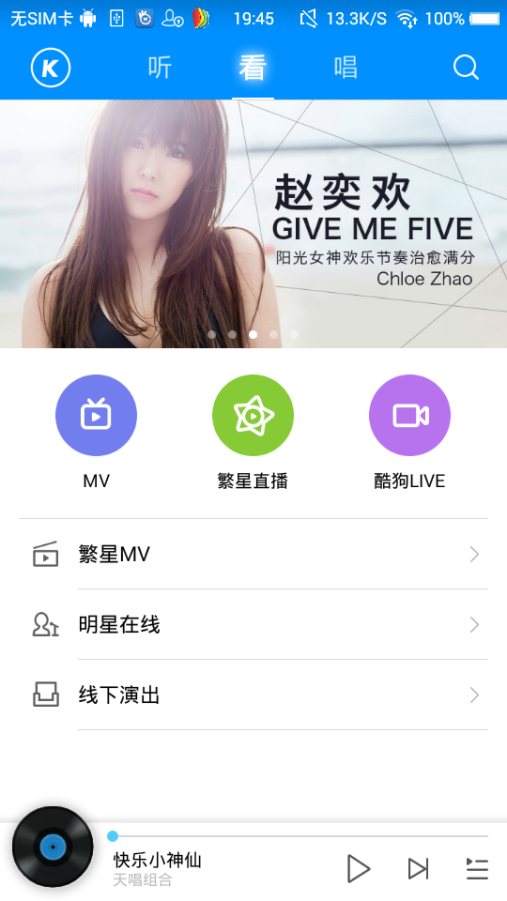 无SIM卡 19:45 13.3K/S 100%
K 听 看 唱
赵奕欢
GIVE ME FIVE
阳光女神欢乐节奏治愈满分
Chloe Zhao
MV 繁星直播 酷狗LIVE
繁星MV
明星在线
线下演出
快乐小神仙
天唱组合